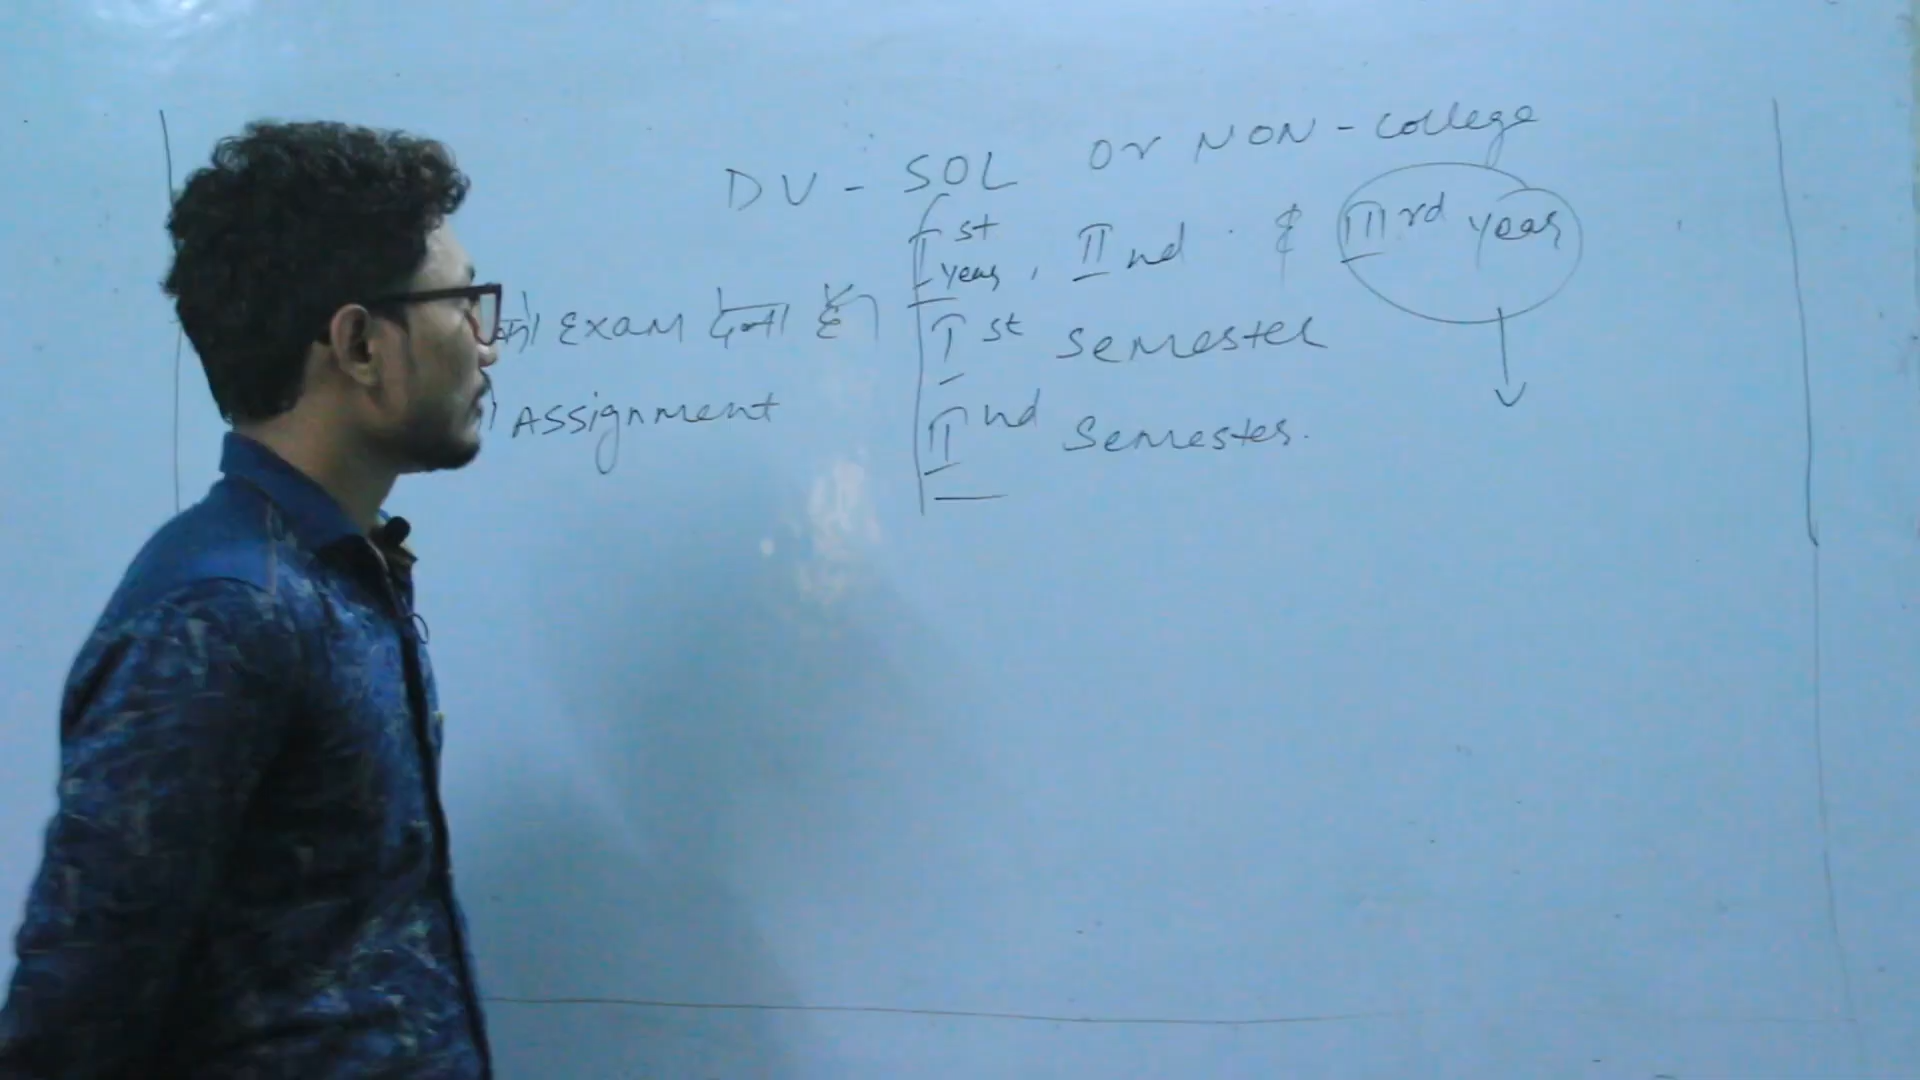 DU - SOL or NON-College
Ist year, IInd & IIIrd year
को Exam देना है Ist Semester
Assignment IInd Semester.